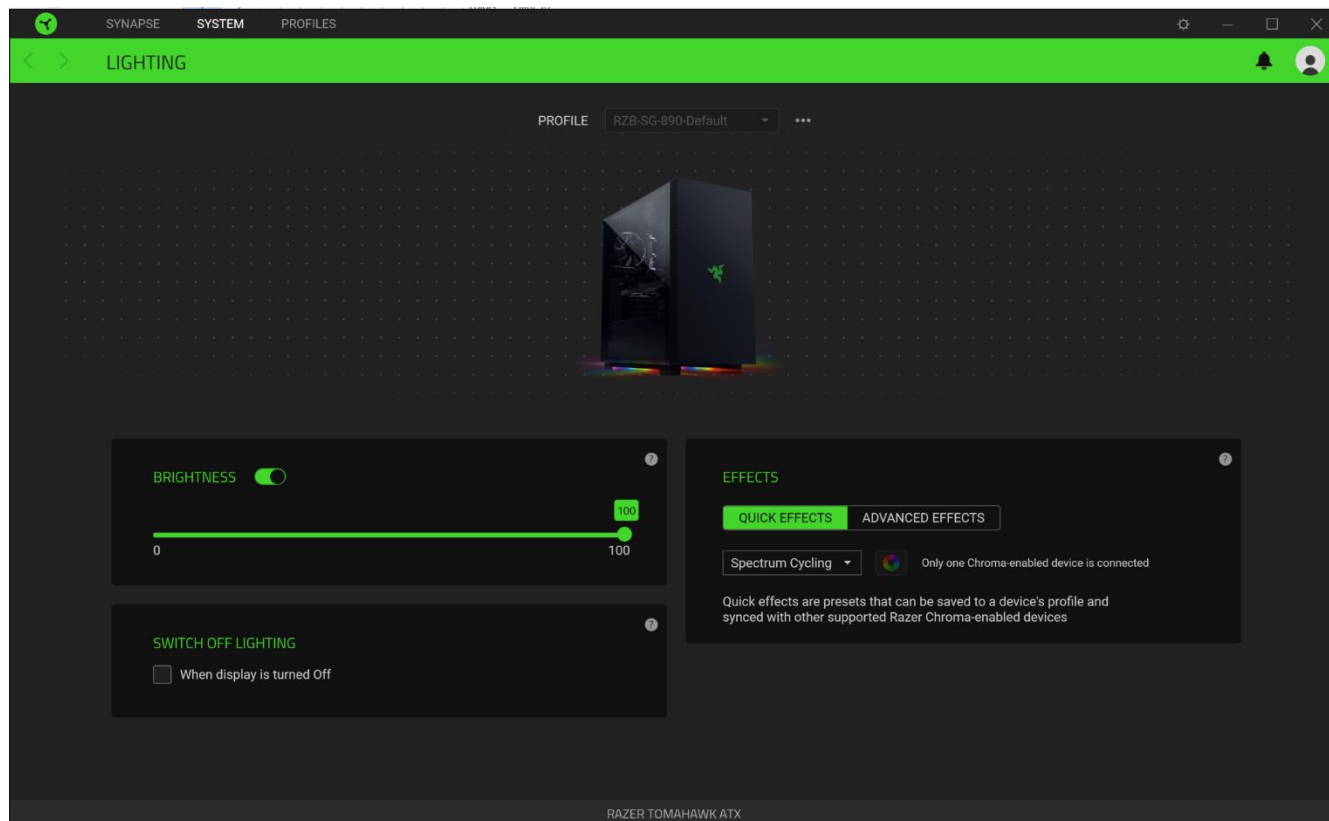 SYNAPSE SYSTEM PROFILES
LIGHTING
PROFILE RZB-SG-890-Default
BRIGHTNESS
100
0 100
SWITCH OFF LIGHTING
When display is turned Off
EFFECTS
QUICK EFFECTS ADVANCED EFFECTS
Spectrum Cycling Only one Chroma-enabled device is connected
Quick effects are presets that can be saved to a device's profile and
synced with other supported Razer Chroma-enabled devices
RAZER TOMAHAWK ATX